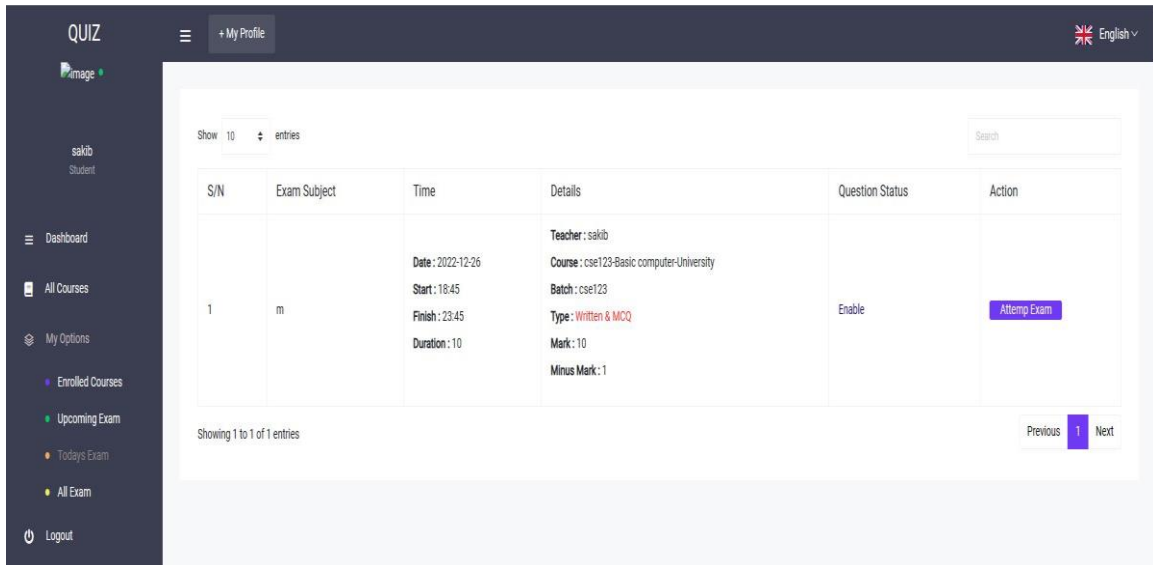 QUIZ
+ My Profile
English
image
sakib
Student
Dashboard
All Courses
My Options
Enrolled Courses
Upcoming Exam
Todays Exam
All Exam
Logout
Show 10 entries
Search
S/N Exam Subject Time Details Question Status Action
1
m
Date : 2022-12-26
Start : 18:45
Finish : 23:45
Duration : 10
Teacher : sakib
Course : cse123-Basic computer-University
Batch : cse123
Type : Written & MCQ
Mark : 10
Minus Mark : 1
Enable
Attemp Exam
Showing 1 to 1 of 1 entries
Previous 1 Next